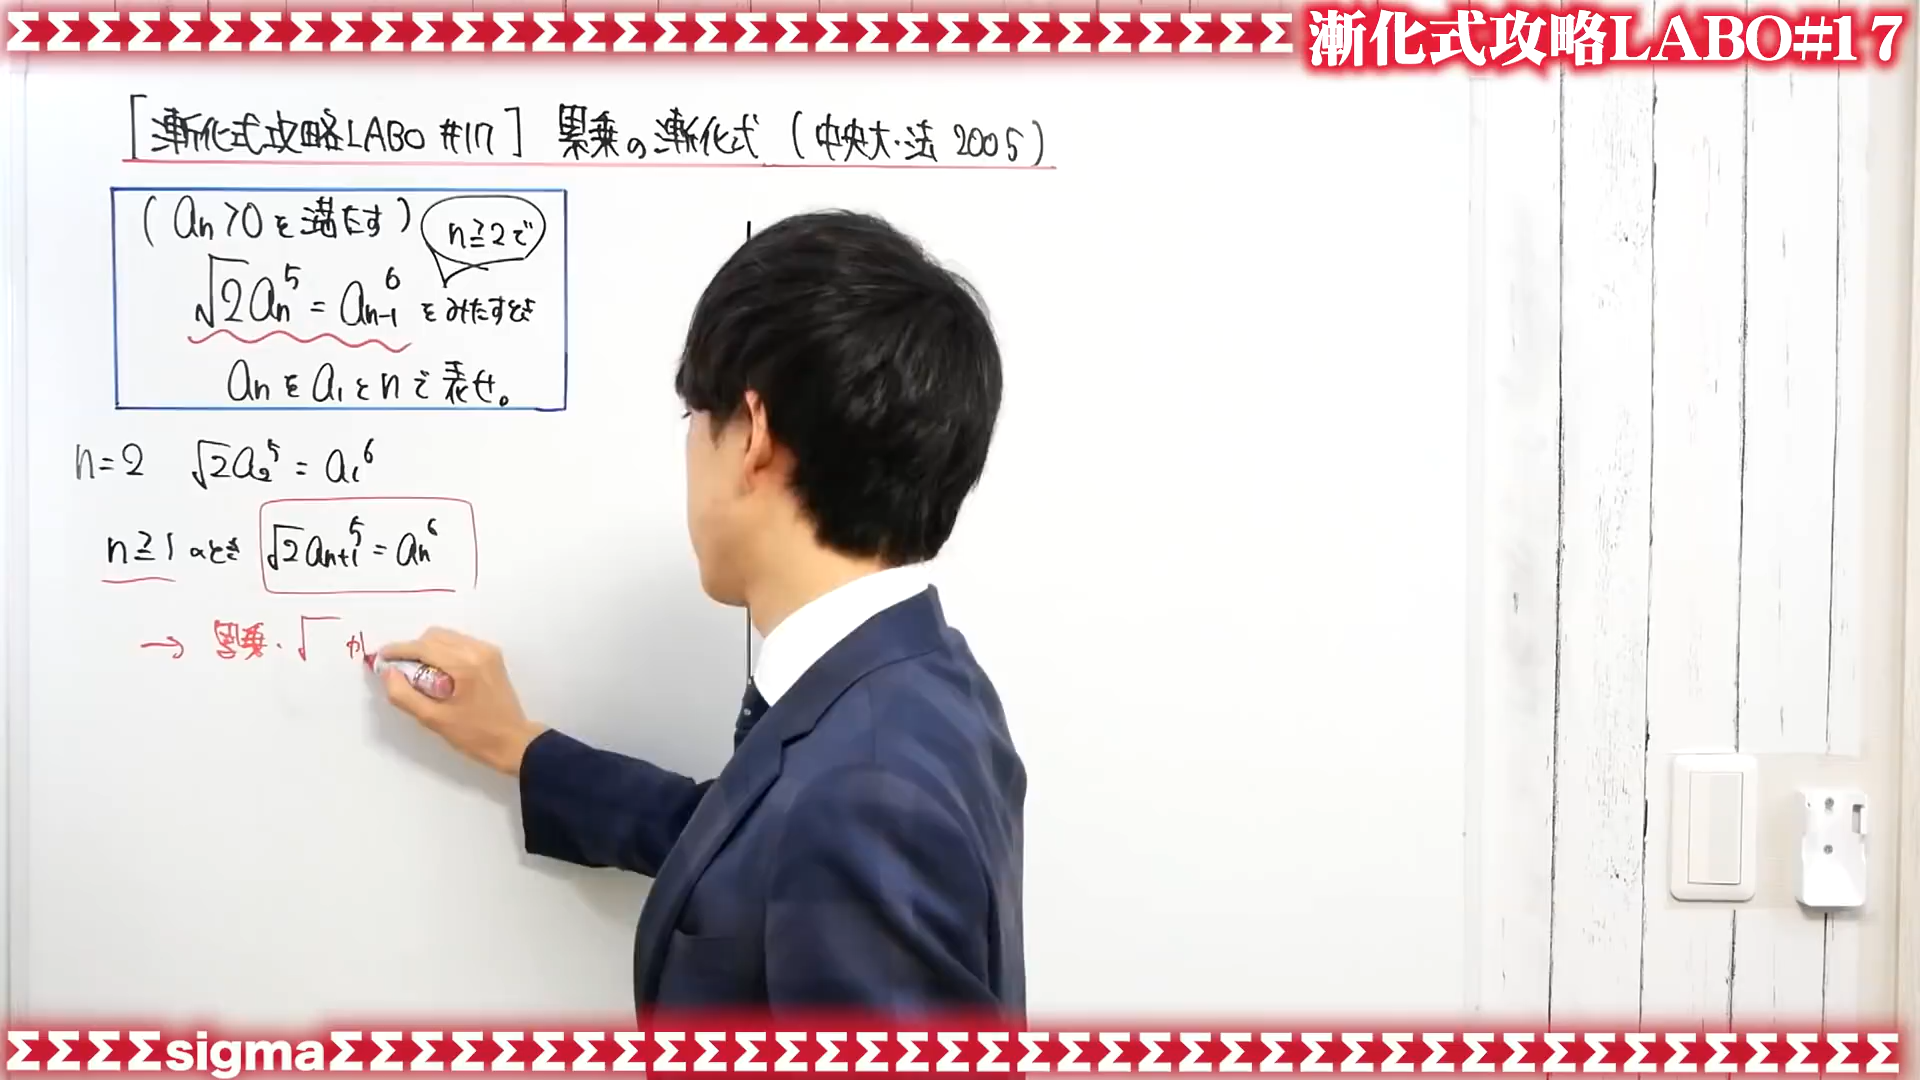 漸化式攻略LABO#17
[漸化式攻略LABO #17] 累乗の漸化式 (中央大・法 2005)
(an>0を満たす) n≧2で
√2an^5 = an-1^6 をみたすとき
anをa1とnで表せ。
n=2 √2a2^5 = a1^6
n≧1のとき √2an+1^5 = an^6
→ 累乗・√ が
ΣΣΣΣsigmaΣΣΣΣΣΣΣΣΣΣΣΣΣΣΣΣΣΣΣΣΣΣΣΣΣΣΣΣΣΣΣΣΣΣΣΣΣΣ